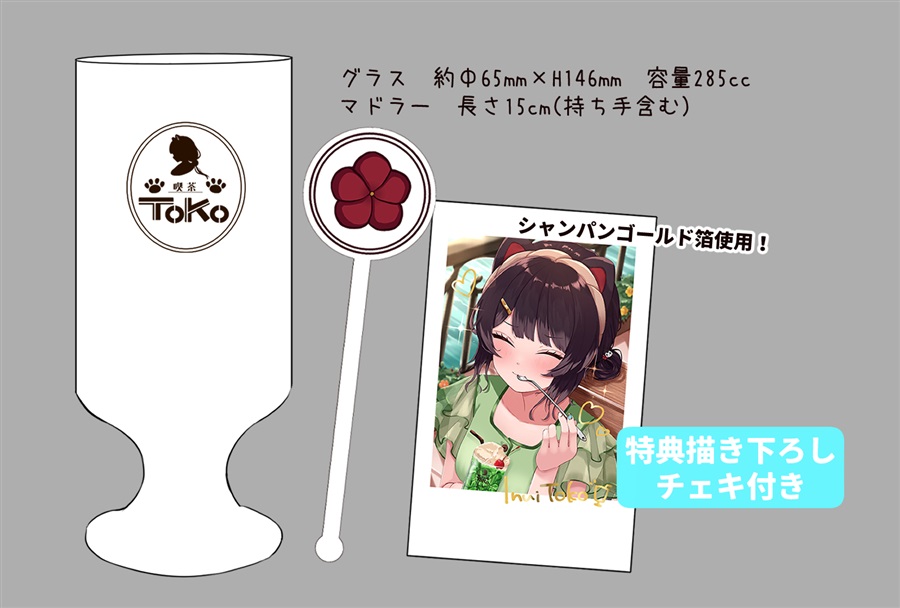 グラス 約Φ65mm×H146mm 容量285cc
マドラー 長さ15cm(持ち手含む)
喫茶
ToKo
シャンパンゴールド箔使用！
Inui Toko
特典描き下ろし
チェキ付き